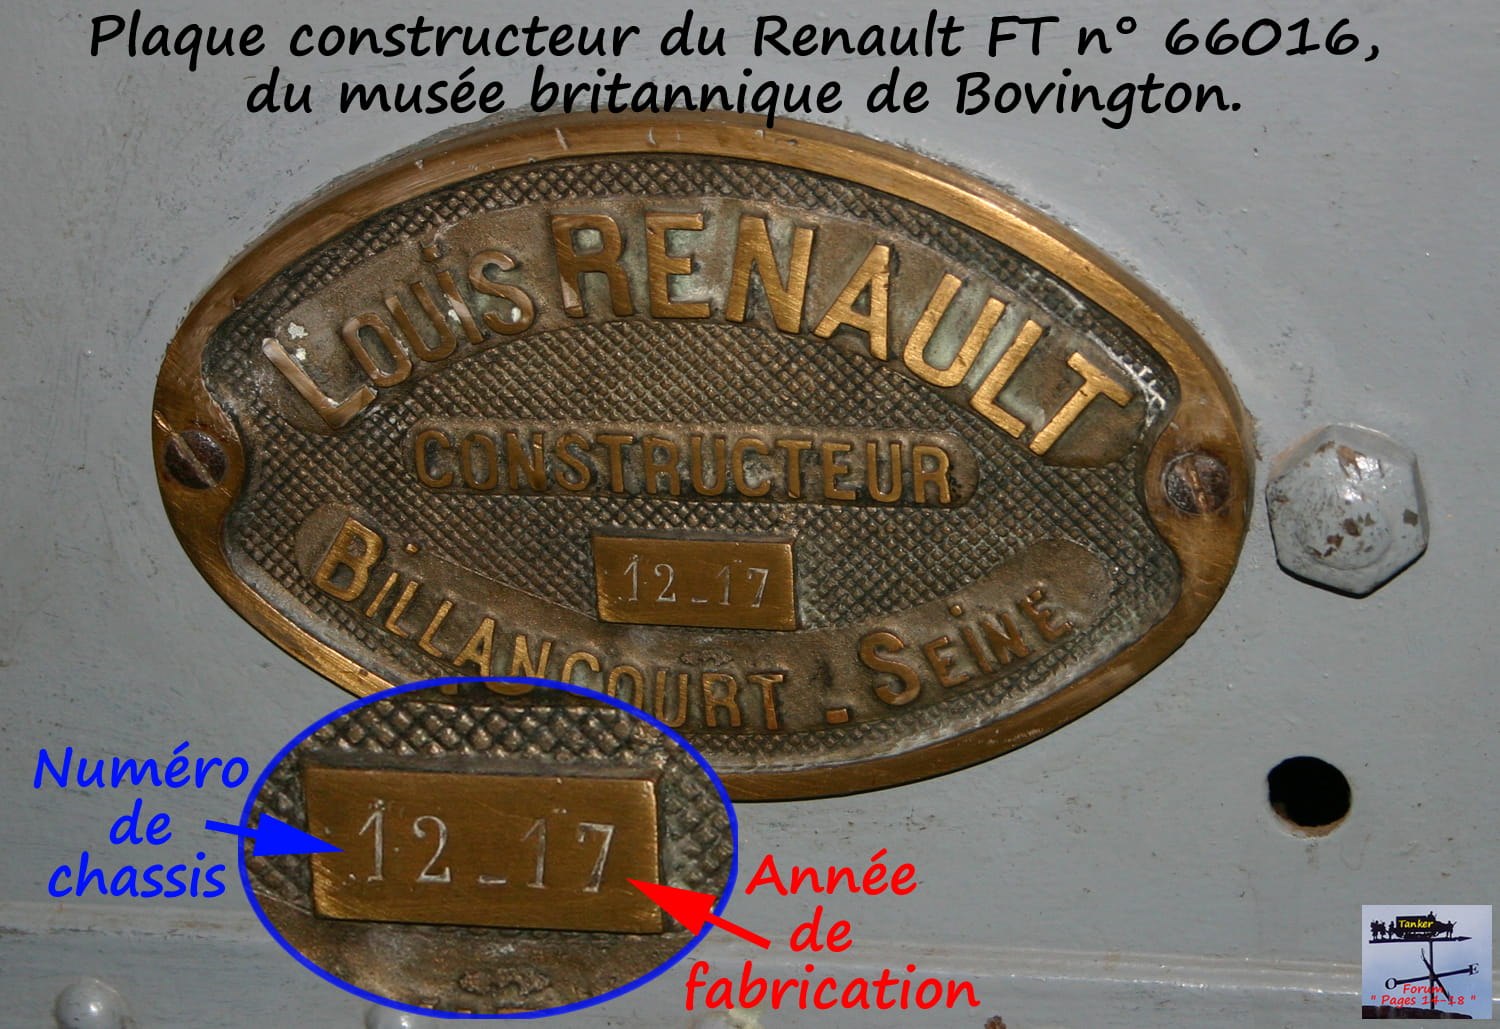 Plaque constructeur du Renault FT n° 66016,
du musée britannique de Bovington.
LOUIS RENAULT
CONSTRUCTEUR
12_17
BILLANCOURT _ SEINE
Numéro
de
chassis
12_17
Année
de
fabrication
Tanker
O E
Forum
" Pages 14-18 "